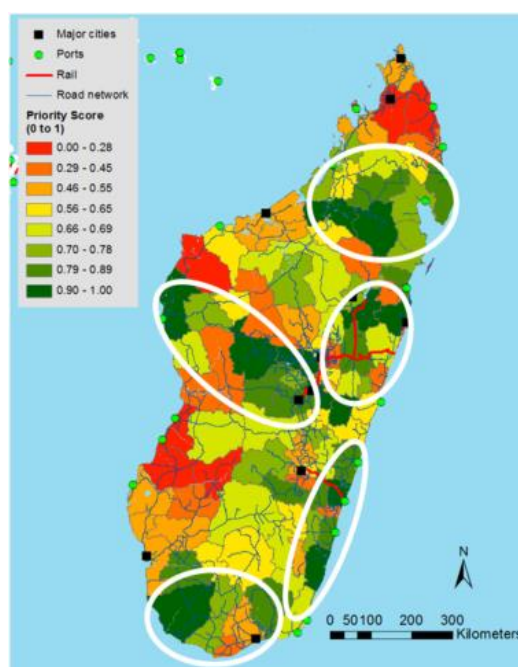 Major cities
Ports
Rail
Road network
Priority Score
(0 to 1)
0.00 - 0.28
0.29 - 0.45
0.46 - 0.55
0.56 - 0.65
0.66 - 0.69
0.70 - 0.78
0.79 - 0.89
0.90 - 1.00
N
0 50 100 200 300
Kilometers